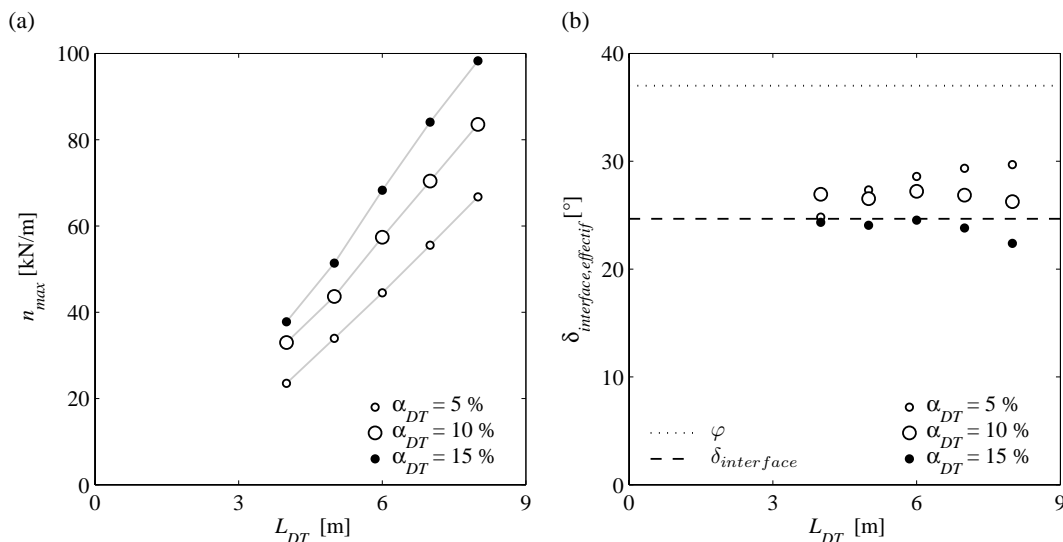 (a)
(b)
100
80
60
40
20
0
n_max [kN/m]
0 3 6 9
L_DT [m]
α_DT = 5 %
α_DT = 10 %
α_DT = 15 %
40
30
20
10
0
δ_interface,effectif [°]
0 3 6 9
L_DT [m]
φ
δ_interface
α_DT = 5 %
α_DT = 10 %
α_DT = 15 %